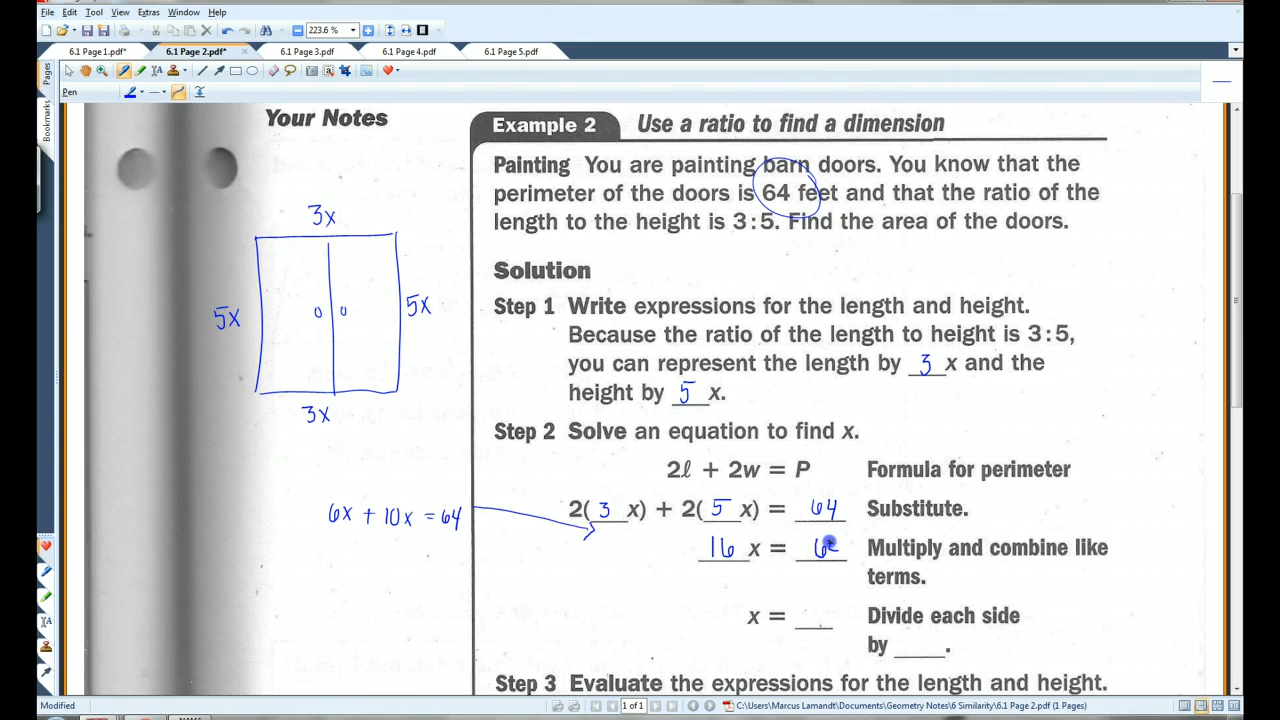 File Edit Tool View Extras Window Help
223.6 %
6.1 Page 1.pdf* 6.1 Page 2.pdf* 6.1 Page 3.pdf 6.1 Page 4.pdf 6.1 Page 5.pdf
Pages
Bookmarks
Pen
Your Notes
3x
5x
5x
3x
6x + 10x = 64
Example 2 Use a ratio to find a dimension
Painting You are painting barn doors. You know that the
perimeter of the doors is 64 feet and that the ratio of the
length to the height is 3:5. Find the area of the doors.
Solution
Step 1 Write expressions for the length and height.
Because the ratio of the length to height is 3:5,
you can represent the length by 3 x and the
height by 5 x.
Step 2 Solve an equation to find x.
2ℓ + 2w = P Formula for perimeter
2( 3 x) + 2( 5 x) = 64 Substitute.
16 x = 6 Multiply and combine like
terms.
x = ___ Divide each side
by ____.
Step 3 Evaluate the expressions for the length and height.
Modified
1 of 1
C:\Users\Marcus Lamandt\Documents\Geometry Notes\6 Similarity\6.1 Page 2.pdf (1 Pages)